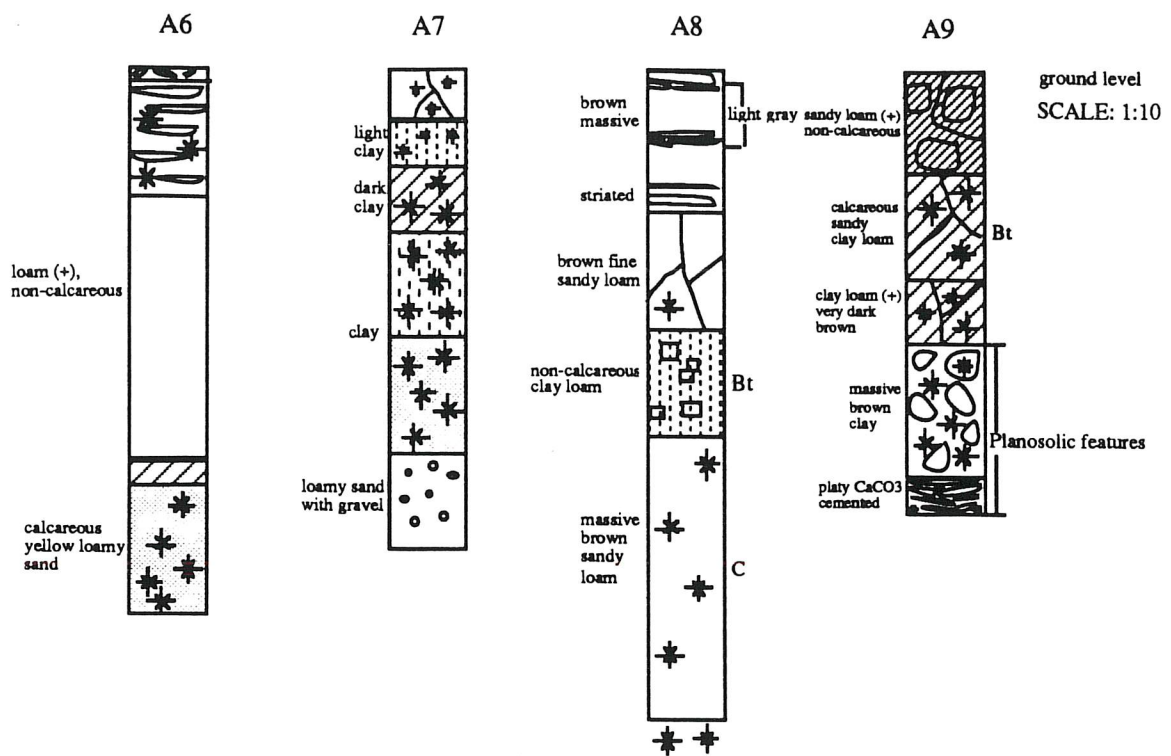 A6
A7
A8
A9
ground level
SCALE: 1:10
loam (+),
non-calcareous
calcareous
yellow loamy
sand
light
clay
dark
clay
clay
loamy sand
with gravel
brown
massive
striated
brown fine
sandy loam
non-calcareous
clay loam
Bt
massive
brown
sandy
loam
C
light gray sandy loam (+)
non-calcareous
calcareous
sandy
clay loam
Bt
clay loam (+)
very dark
brown
massive
brown
clay
Planosolic features
platy CaCO3
cemented